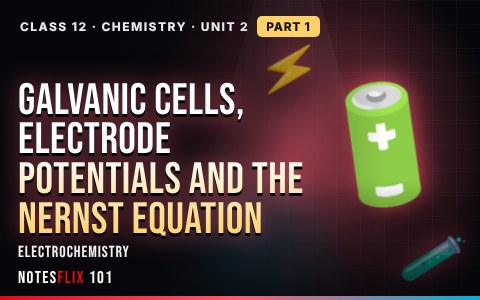 CLASS 12 · CHEMISTRY · UNIT 2 PART 1
GALVANIC CELLS,
ELECTRODE
POTENTIALS AND THE
NERNST EQUATION
ELECTROCHEMISTRY
NOTESFLIX 101